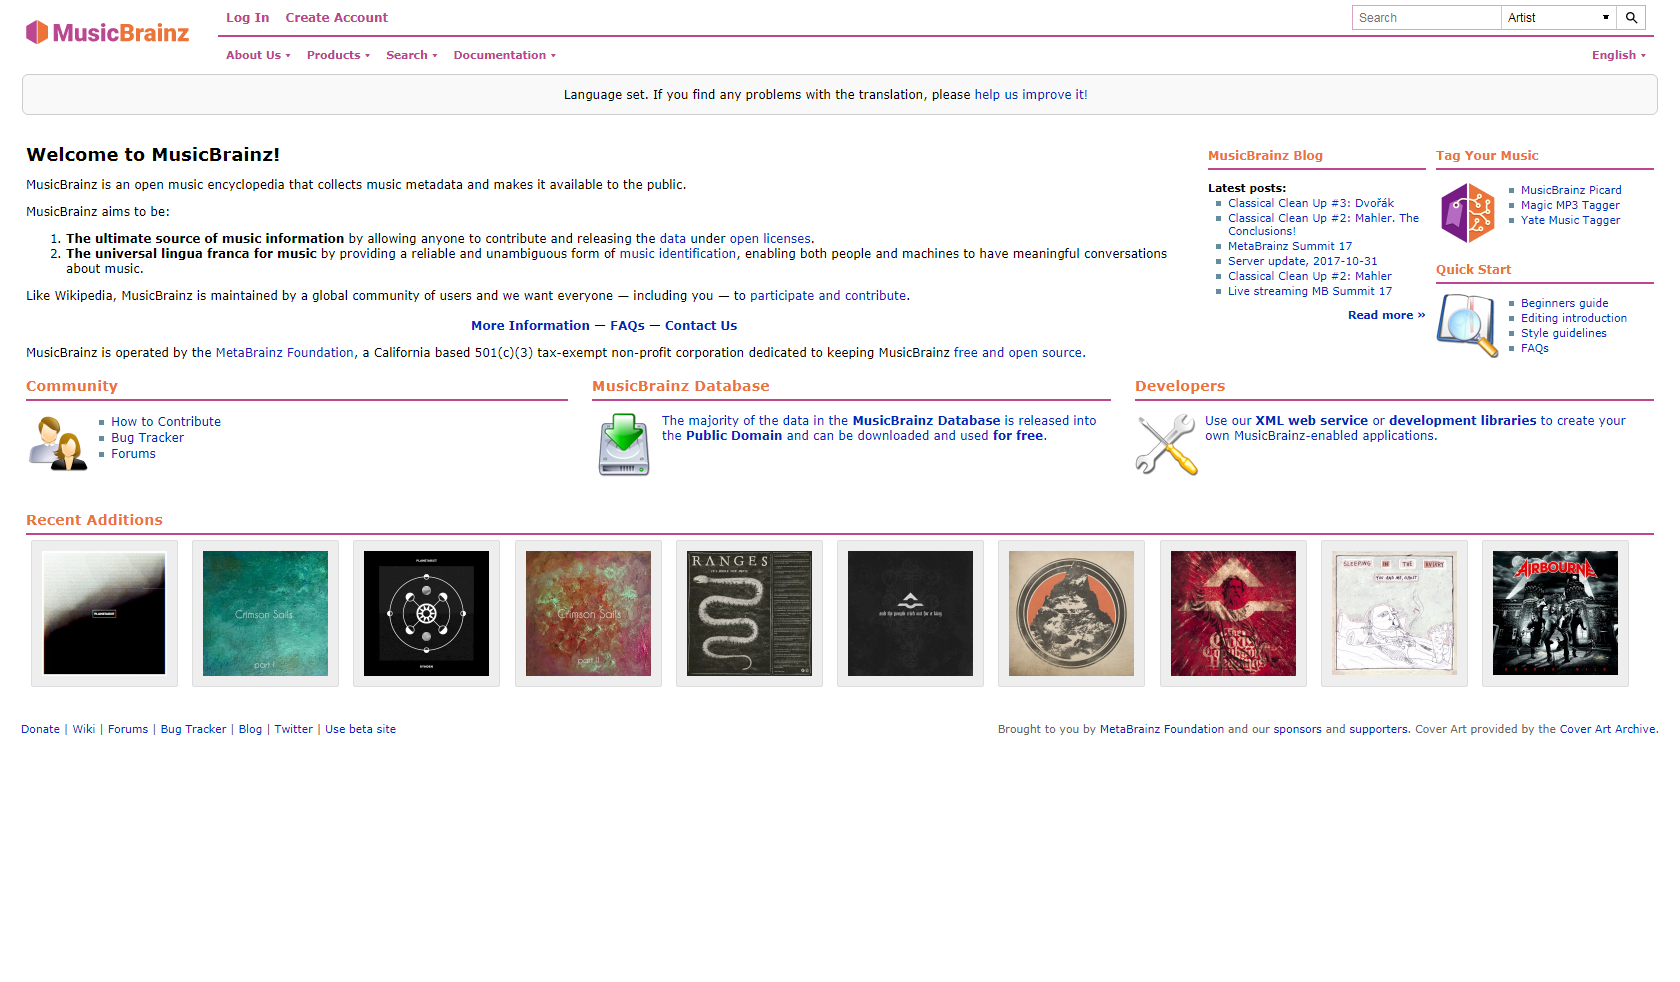 MusicBrainz
Log In Create Account
Search Artist
About Us Products Search Documentation
English
Language set. If you find any problems with the translation, please help us improve it!
Welcome to MusicBrainz!
MusicBrainz is an open music encyclopedia that collects music metadata and makes it available to the public.
MusicBrainz aims to be:
1. The ultimate source of music information by allowing anyone to contribute and releasing the data under open licenses.
2. The universal lingua franca for music by providing a reliable and unambiguous form of music identification, enabling both people and machines to have meaningful conversations
about music.
Like Wikipedia, MusicBrainz is maintained by a global community of users and we want everyone — including you — to participate and contribute.
More Information — FAQs — Contact Us
MusicBrainz is operated by the MetaBrainz Foundation, a California based 501(c)(3) tax-exempt non-profit corporation dedicated to keeping MusicBrainz free and open source.
MusicBrainz Blog
Latest posts:
Classical Clean Up #3: Dvořák
Classical Clean Up #2: Mahler. The
Conclusions!
MetaBrainz Summit 17
Server update, 2017-10-31
Classical Clean Up #2: Mahler
Live streaming MB Summit 17
Read more »
Tag Your Music
MusicBrainz Picard
Magic MP3 Tagger
Yate Music Tagger
Quick Start
Beginners guide
Editing introduction
Style guidelines
FAQs
Community
How to Contribute
Bug Tracker
Forums
MusicBrainz Database
The majority of the data in the MusicBrainz Database is released into
the Public Domain and can be downloaded and used for free.
Developers
Use our XML web service or development libraries to create your
own MusicBrainz-enabled applications.
Recent Additions
Crimson Sails
part I
Crimson Sails
part II
RANGES
and the people cried out for a king
SLEEPING IN THE AVIARY
YOU AND ME, GHOST
AIRBOURNE
Donate | Wiki | Forums | Bug Tracker | Blog | Twitter | Use beta site
Brought to you by MetaBrainz Foundation and our sponsors and supporters. Cover Art provided by the Cover Art Archive.